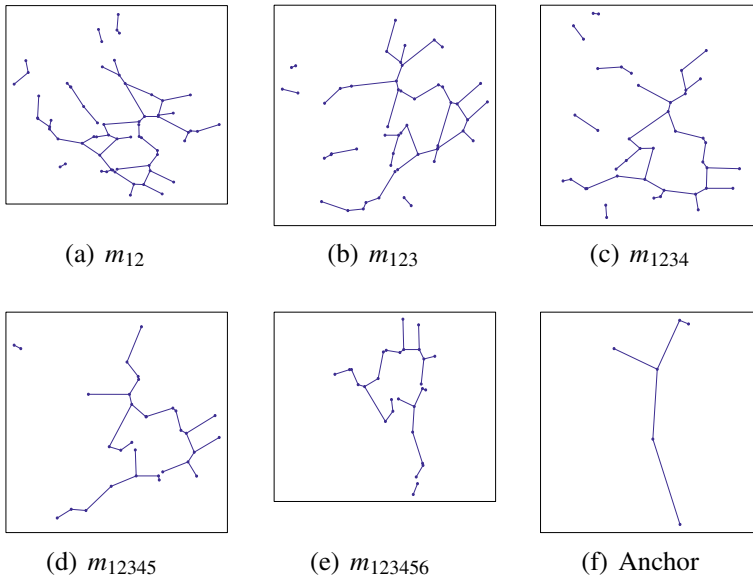 (a) m₁₂ (b) m₁₂₃ (c) m₁₂₃₄
(d) m₁₂₃₄₅ (e) m₁₂₃₄₅₆ (f) Anchor